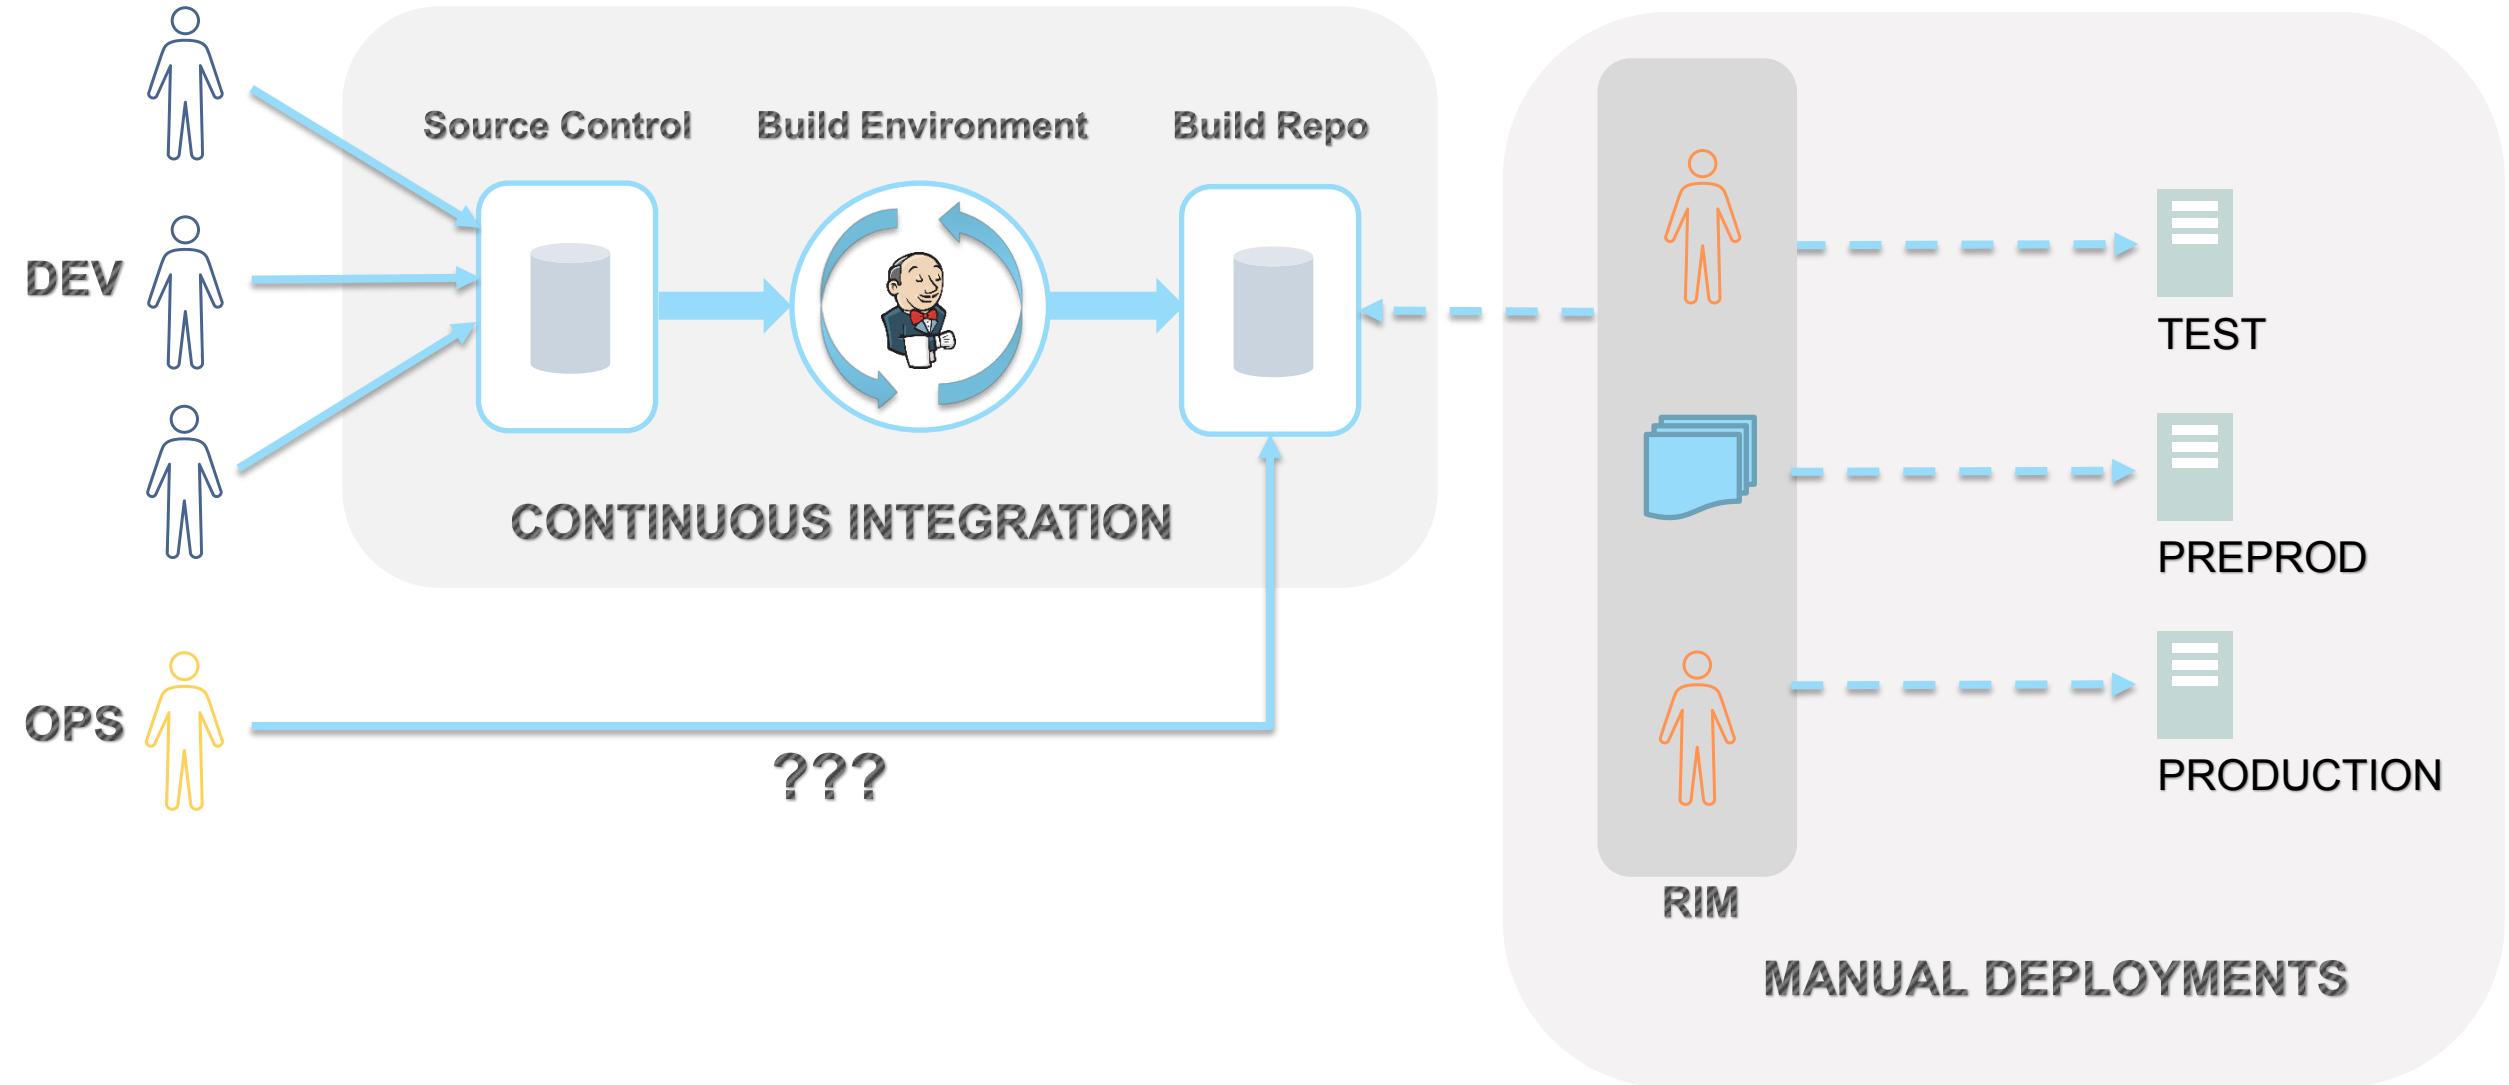 Source Control
Build Environment
Build Repo
DEV
CONTINUOUS INTEGRATION
OPS
???
TEST
PREPROD
PRODUCTION
RIM
MANUAL DEPLOYMENTS